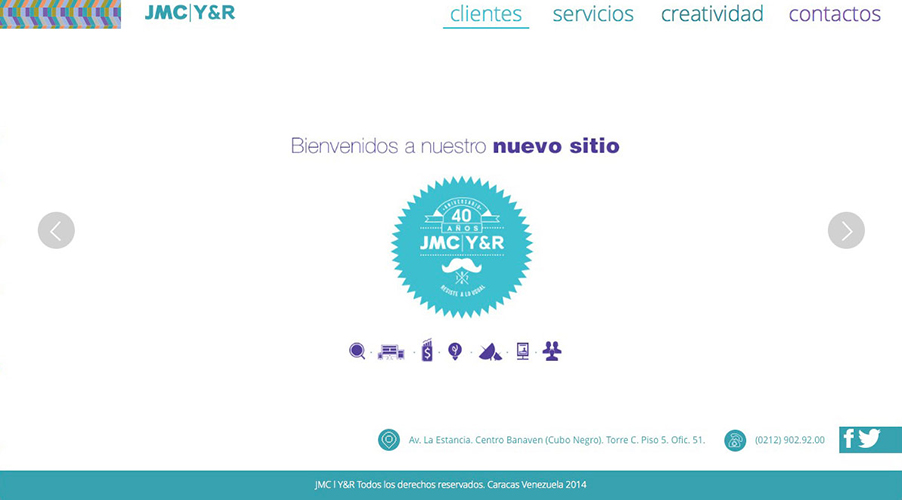 JMC|Y&R
clientes
servicios
creatividad
contactos
Bienvenidos a nuestro nuevo sitio
ANIVERSARIO
40
AÑOS
JMC|Y&R
RESISTE A LO USUAL
$
Av. La Estancia. Centro Banaven (Cubo Negro). Torre C. Piso 5. Ofic. 51.
(0212) 902.92.00
JMC l Y&R Todos los derechos reservados. Caracas Venezuela 2014